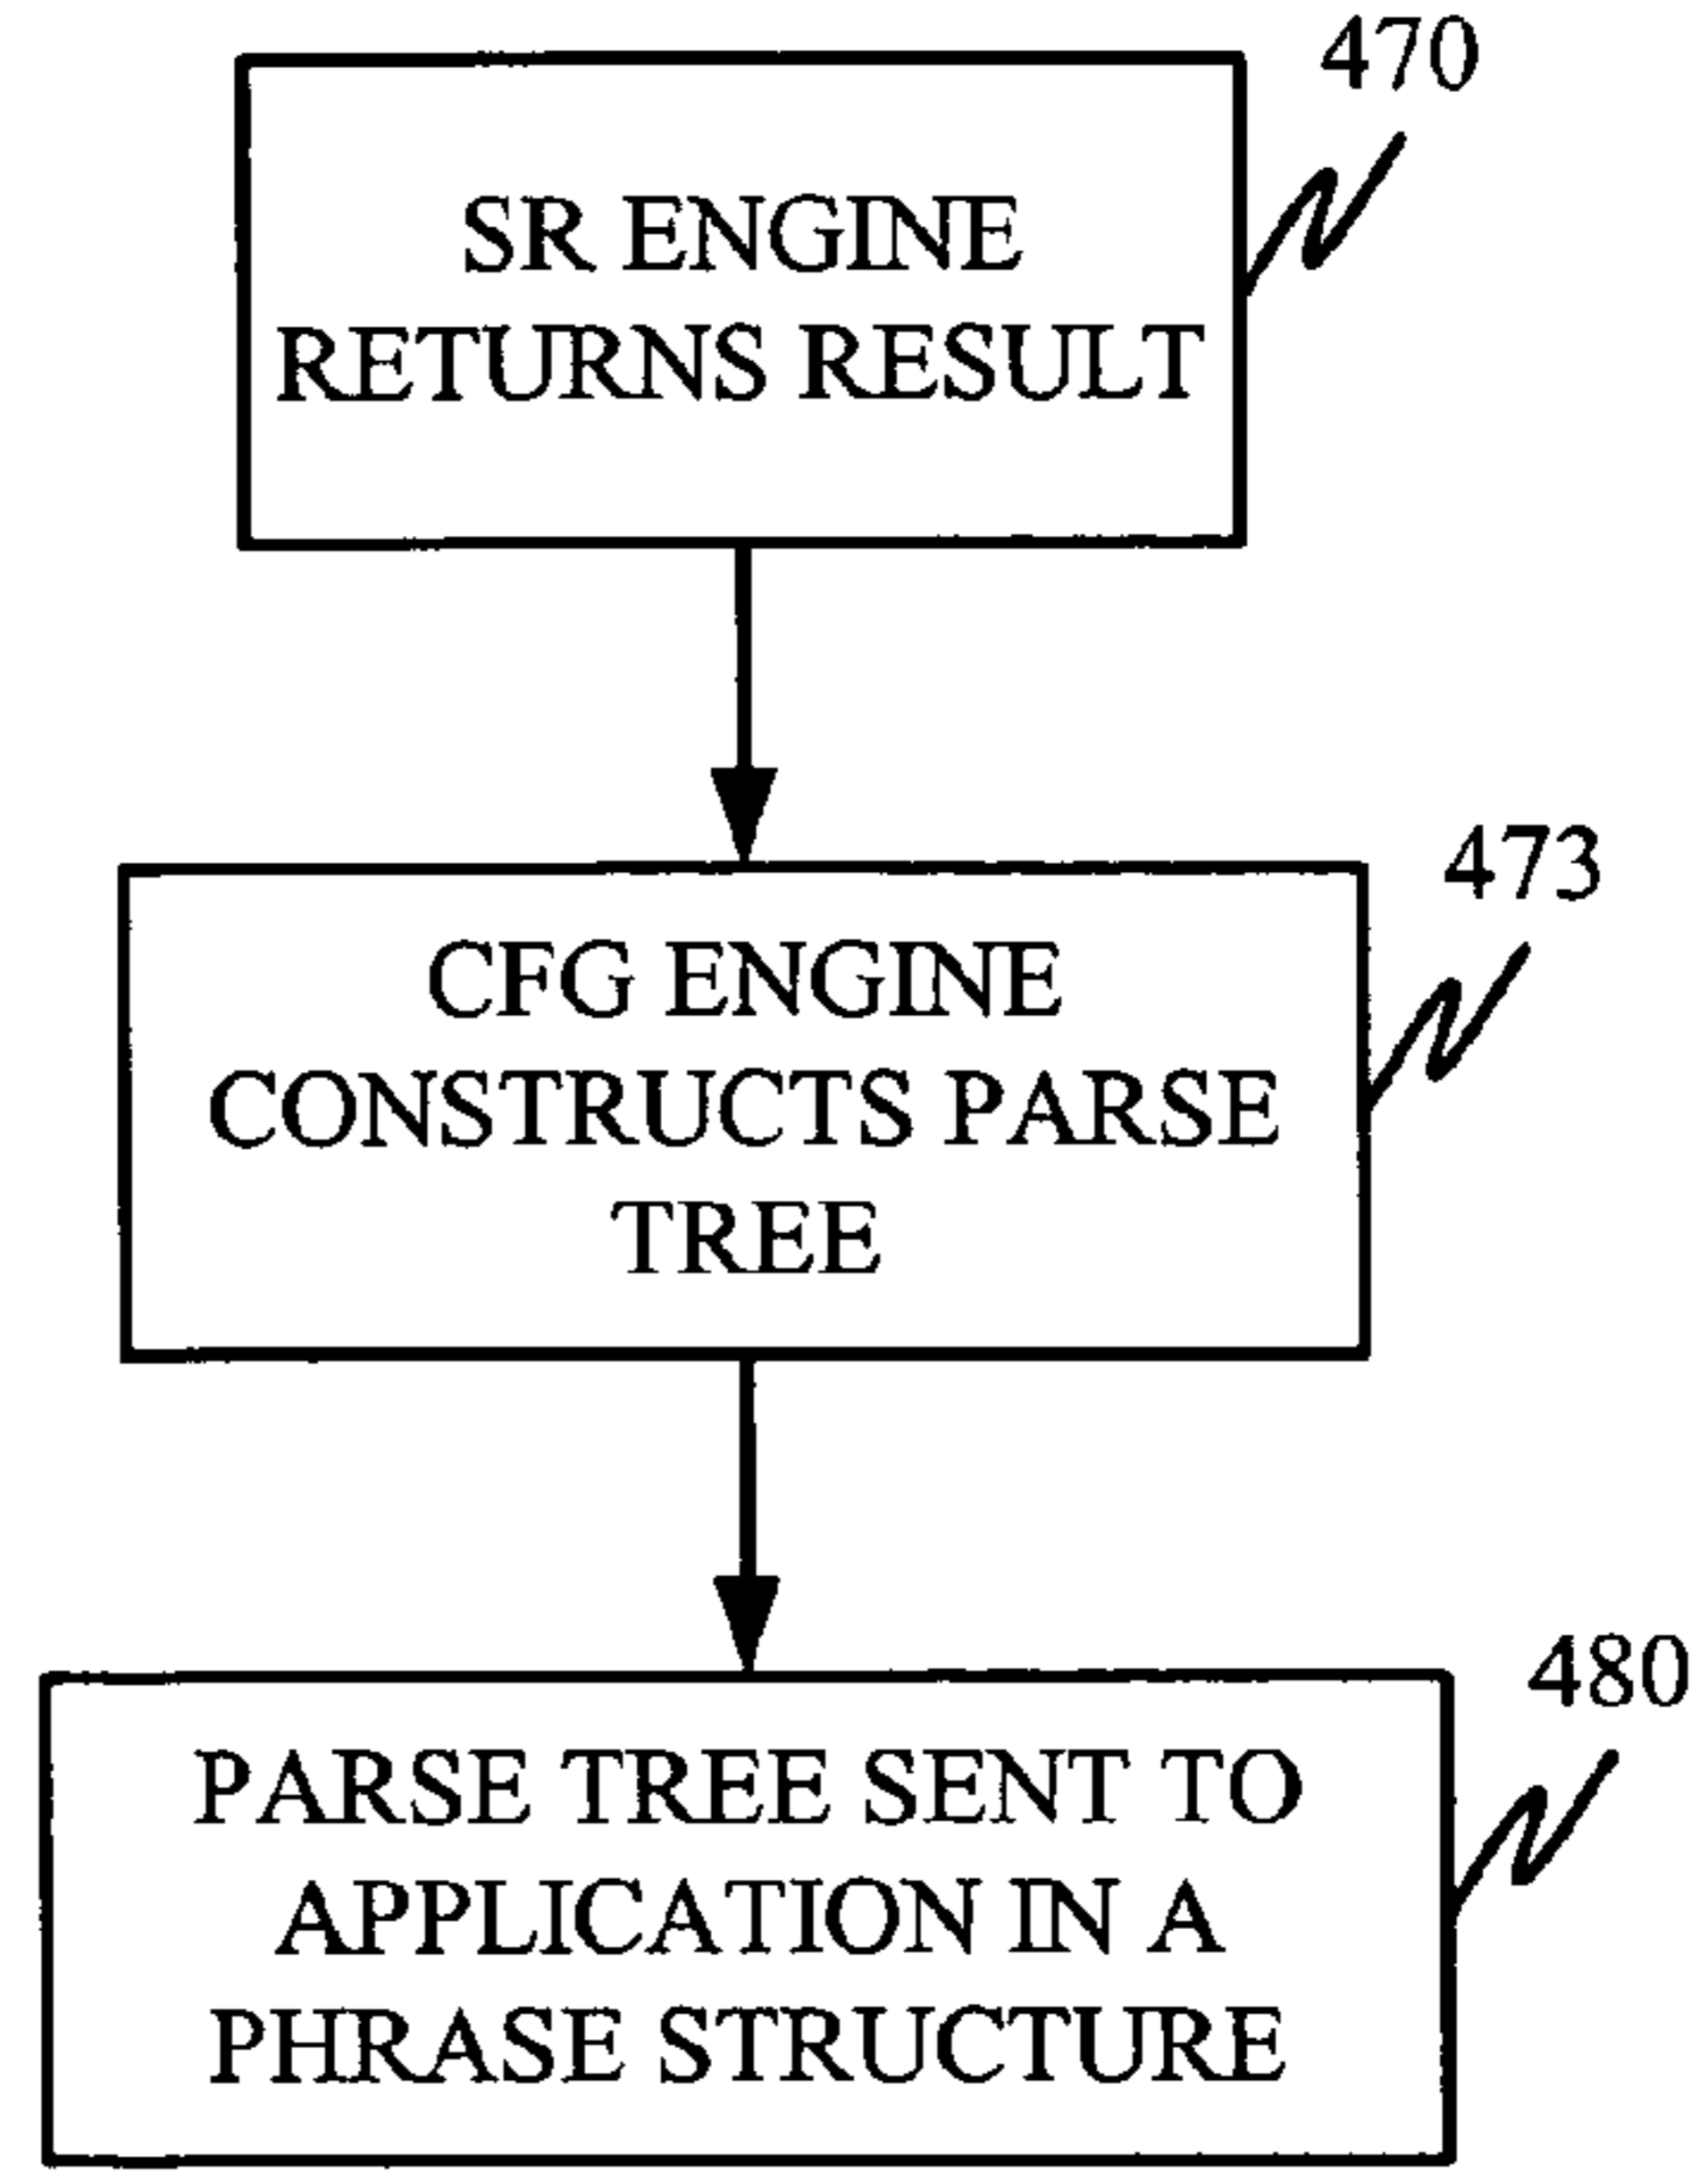 470
SR ENGINE
RETURNS RESULT
473
CFG ENGINE
CONSTRUCTS PARSE
TREE
480
PARSE TREE SENT TO
APPLICATION IN A
PHRASE STRUCTURE